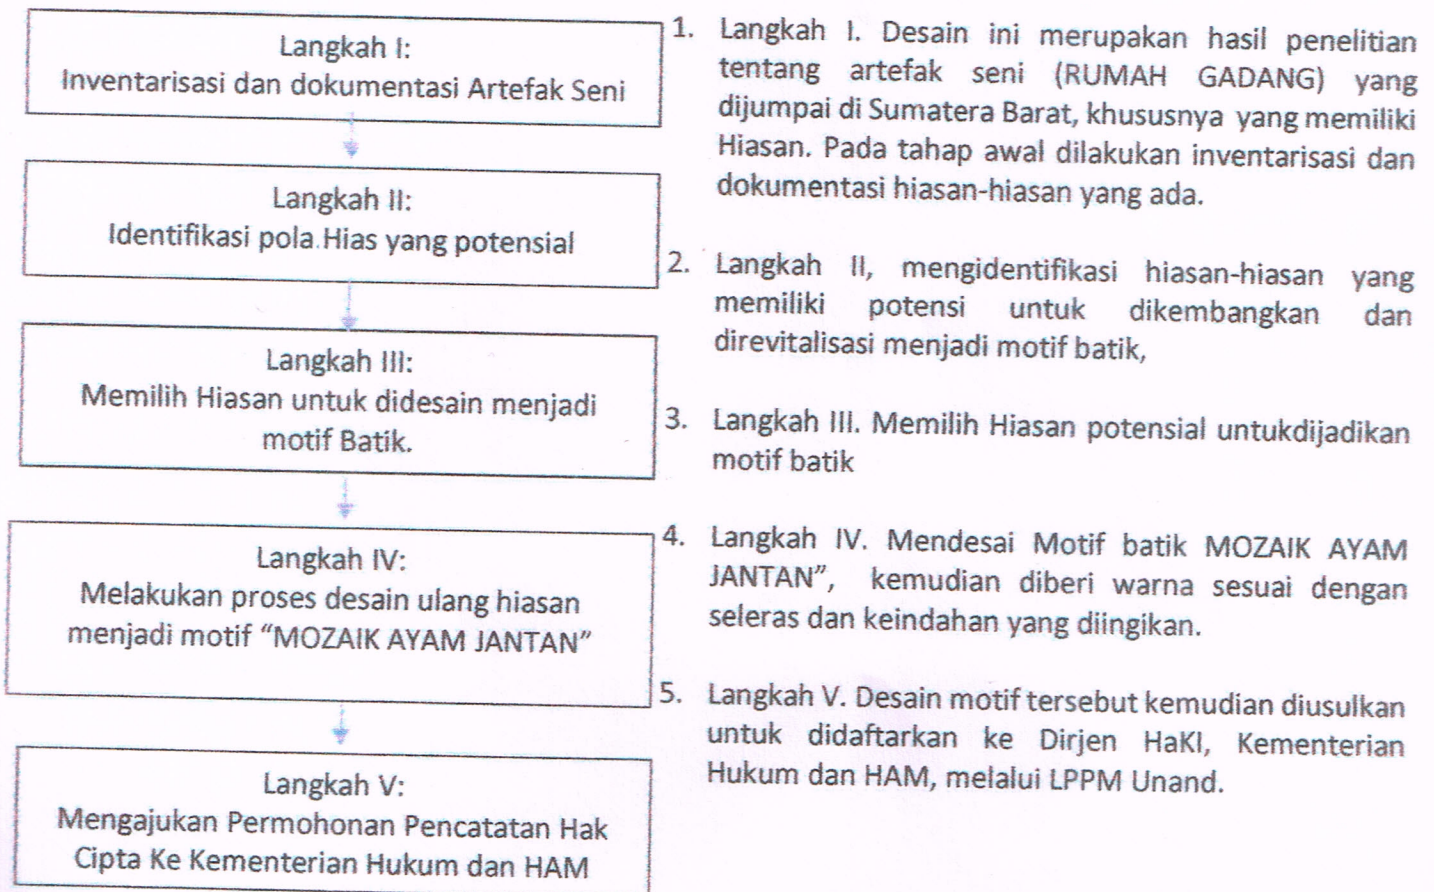 Langkah I:
Inventarisasi dan dokumentasi Artefak Seni
Langkah II:
Identifikasi pola Hias yang potensial
Langkah III:
Memilih Hiasan untuk didesain menjadi
motif Batik.
Langkah IV:
Melakukan proses desain ulang hiasan
menjadi motif “MOZAIK AYAM JANTAN”
Langkah V:
Mengajukan Permohonan Pencatatan Hak
Cipta Ke Kementerian Hukum dan HAM
1. Langkah I. Desain ini merupakan hasil penelitian
tentang artefak seni (RUMAH GADANG) yang
dijumpai di Sumatera Barat, khususnya yang memiliki
Hiasan. Pada tahap awal dilakukan inventarisasi dan
dokumentasi hiasan-hiasan yang ada.
2. Langkah II, mengidentifikasi hiasan-hiasan yang
memiliki potensi untuk dikembangkan dan
direvitalisasi menjadi motif batik,
3. Langkah III. Memilih Hiasan potensial untukdijadikan
motif batik
4. Langkah IV. Mendesai Motif batik MOZAIK AYAM
JANTAN”, kemudian diberi warna sesuai dengan
seleras dan keindahan yang diingikan.
5. Langkah V. Desain motif tersebut kemudian diusulkan
untuk didaftarkan ke Dirjen HaKI, Kementerian
Hukum dan HAM, melalui LPPM Unand.